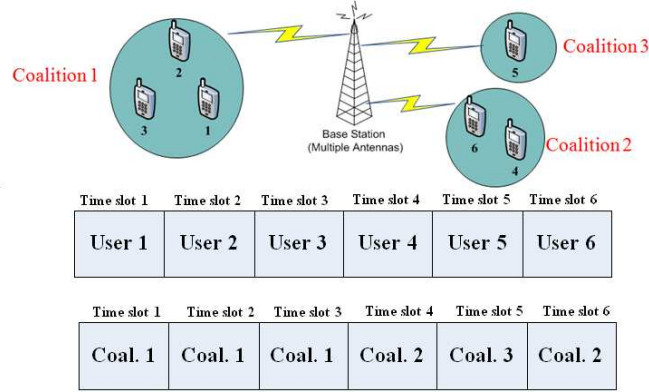 Coalition 1
2
3
1
5
Coalition 3
Base Station
(Multiple Antennas)
6
4
Coalition 2
Time slot 1 Time slot 2 Time slot 3 Time slot 4 Time slot 5 Time slot 6
User 1 User 2 User 3 User 4 User 5 User 6
Time slot 1 Time slot 2 Time slot 3 Time slot 4 Time slot 5 Time slot 6
Coal. 1 Coal. 1 Coal. 1 Coal. 2 Coal. 3 Coal. 2